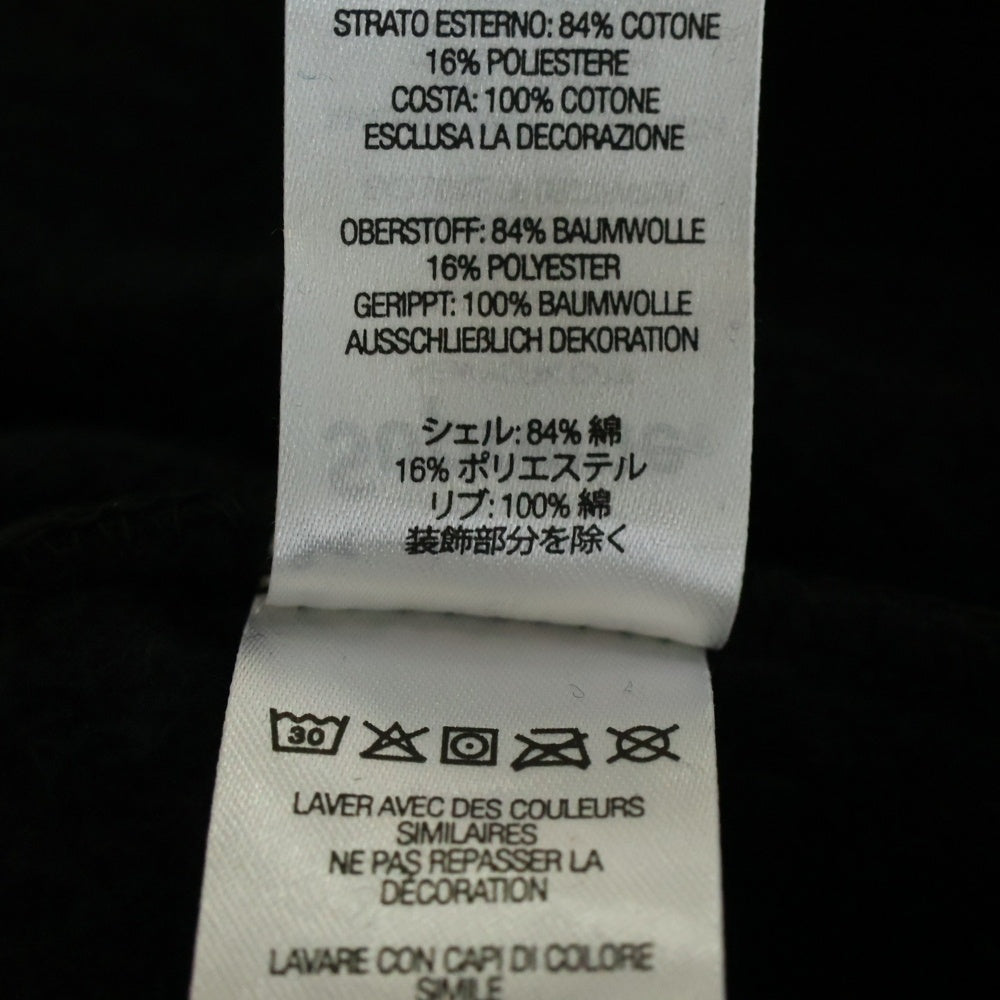 STRATO ESTERNO: 84% COTONE
16% POLIESTERE
COSTA: 100% COTONE
ESCLUSA LA DECORAZIONE
OBERSTOFF: 84% BAUMWOLLE
16% POLYESTER
GERIPPT: 100% BAUMWOLLE
AUSSCHLIEßLICH DEKORATION
シェル: 84% 綿
16% ポリエステル
リブ: 100% 綿
装飾部分を除く
30
LAVER AVEC DES COULEURS
SIMILAIRES
NE PAS REPASSER LA
DÉCORATION
LAVARE CON CAPI DI COLORE
SIMILE